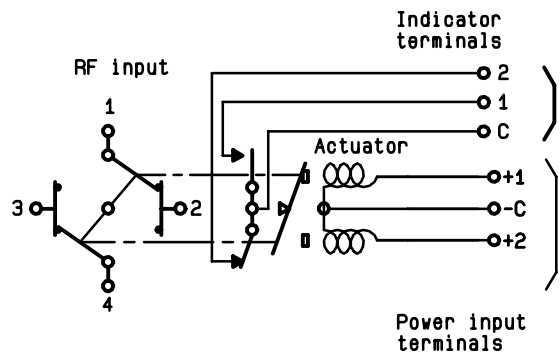 Indicator
terminals
RF input
2
1
1
C
Actuator
+1
3
2
-C
+2
4
Power input
terminals